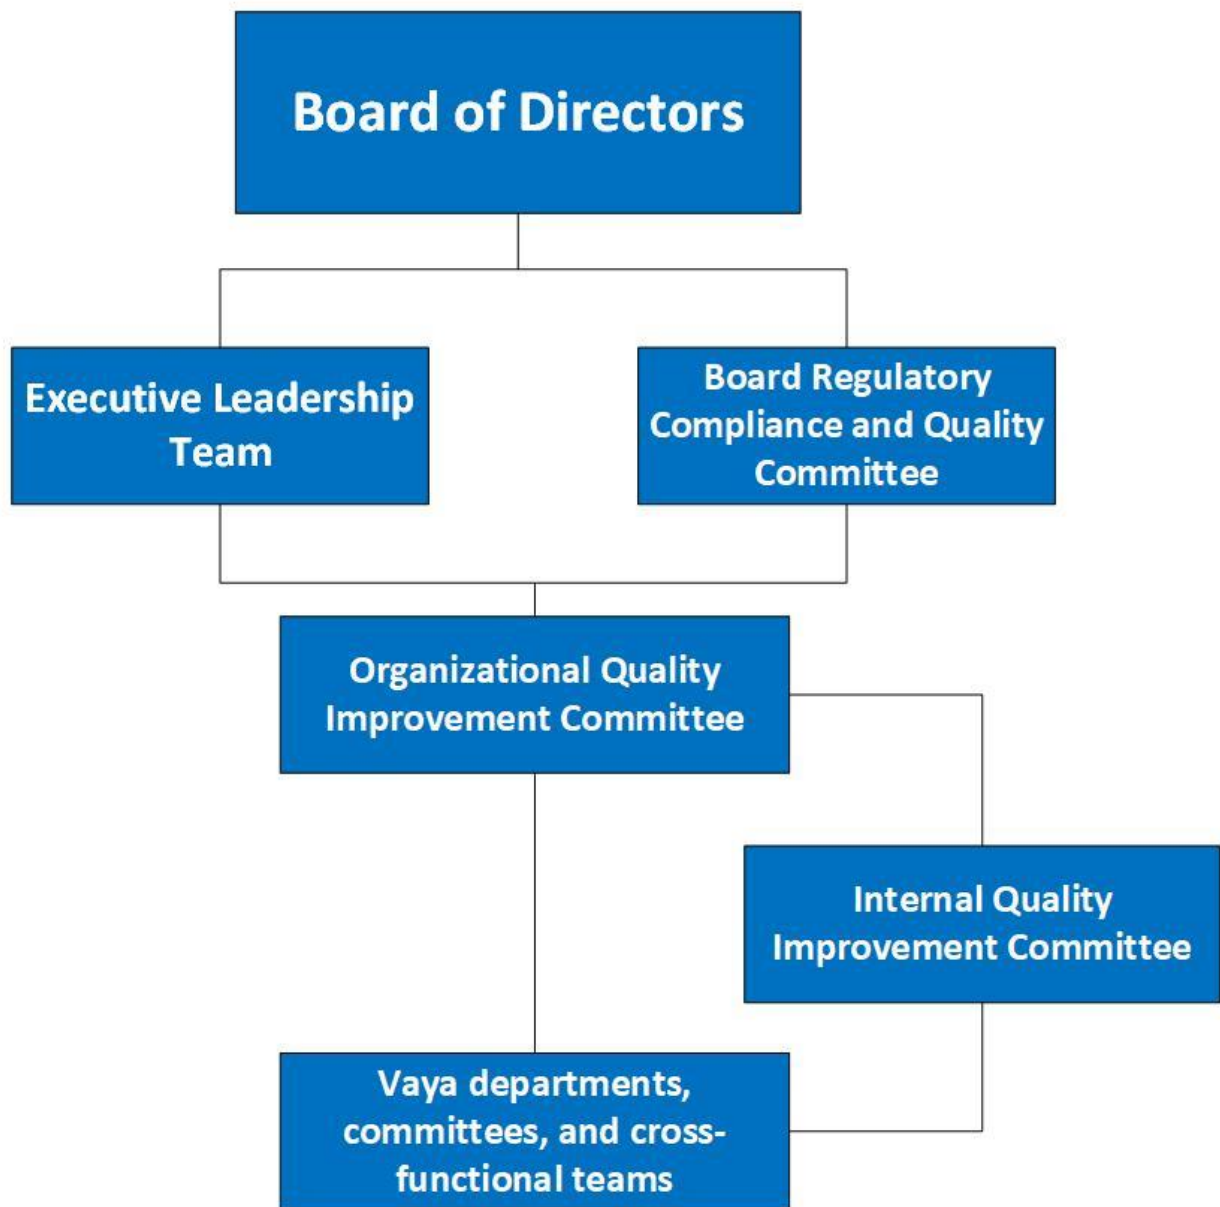 Board of Directors
Executive Leadership
Team
Board Regulatory
Compliance and Quality
Committee
Organizational Quality
Improvement Committee
Internal Quality
Improvement Committee
Vaya departments,
committees, and cross-
functional teams